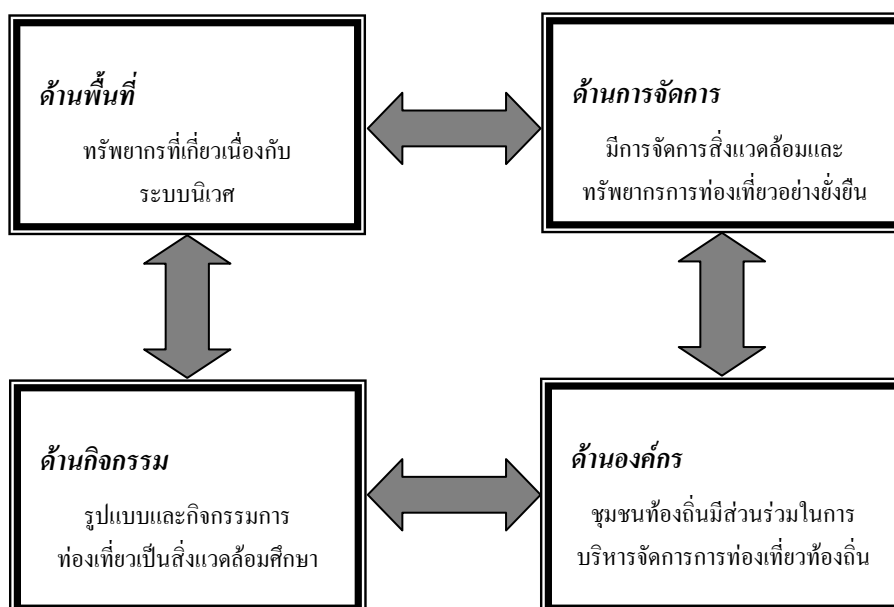 ด้านพื้นที่
ทรัพยากรที่เกี่ยวเนื่องกับ
ระบบนิเวศ
ด้านการจัดการ
มีการจัดการสิ่งแวดล้อมและ
ทรัพยากรการท่องเที่ยวอย่างยั่งยืน
ด้านกิจกรรม
รูปแบบและกิจกรรมการ
ท่องเที่ยวเป็นสิ่งแวดล้อมศึกษา
ด้านองค์กร
ชุมชนท้องถิ่นมีส่วนร่วมในการ
บริหารจัดการการท่องเที่ยวท้องถิ่น